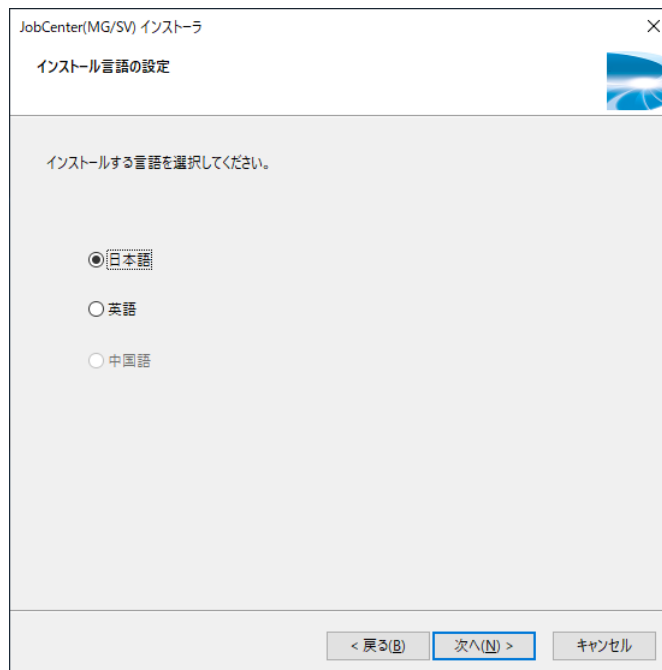 JobCenter(MG/SV) インストーラ
インストール言語の設定
インストールする言語を選択してください。
日本語
英語
中国語
< 戻る(B) 次へ(N) > キャンセル